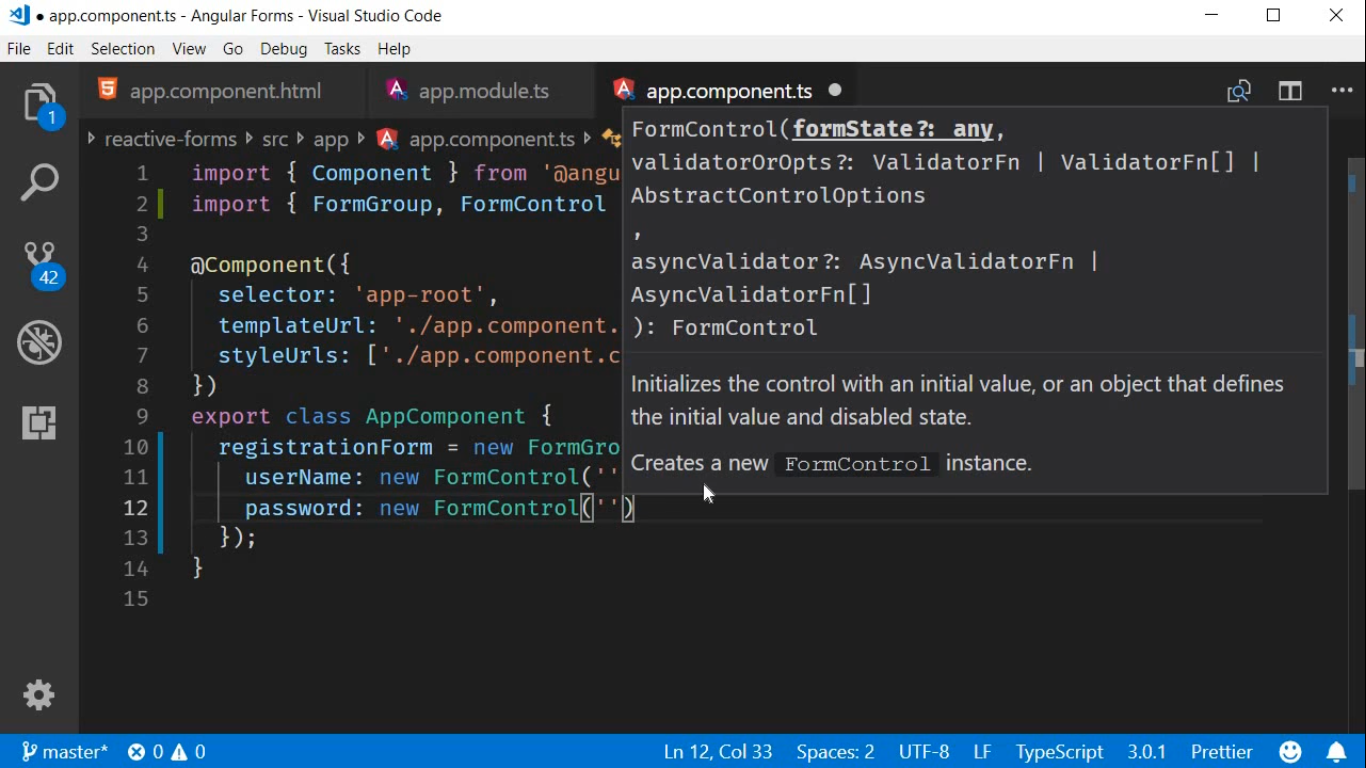 ● app.component.ts - Angular Forms - Visual Studio Code
File Edit Selection View Go Debug Tasks Help
app.component.html app.module.ts app.component.ts ●
reactive-forms src app app.component.ts
FormControl(formState?: any,
validatorOrOpts?: ValidatorFn | ValidatorFn[] |
AbstractControlOptions
,
asyncValidator?: AsyncValidatorFn |
AsyncValidatorFn[]
): FormControl
Initializes the control with an initial value, or an object that defines
the initial value and disabled state.
Creates a new FormControl instance.
1 import { Component } from '@angu
2 import { FormGroup, FormControl
3
4 @Component({
5 selector: 'app-root',
6 templateUrl: './app.component.
7 styleUrls: ['./app.component.c
8 })
9 export class AppComponent {
10 registrationForm = new FormGro
11 userName: new FormControl(''
12 password: new FormControl('')
13 });
14 }
15
1
42
master* 0 0 Ln 12, Col 33 Spaces: 2 UTF-8 LF TypeScript 3.0.1 Prettier